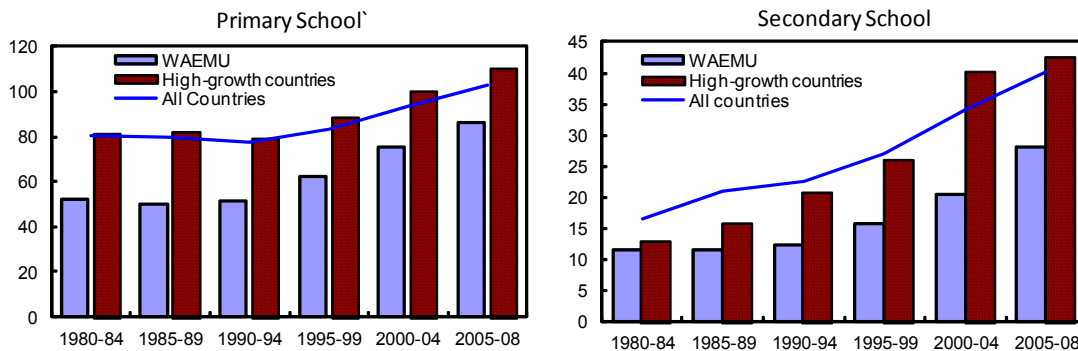 Primary School`
120
100
80
60
40
20
0
WAEMU
High-growth countries
All Countries
1980-84 1985-89 1990-94 1995-99 2000-04 2005-08
Secondary School
45
40
35
30
25
20
15
10
5
0
WAEMU
High-growth countries
All countries
1980-84 1985-89 1990-94 1995-99 2000-04 2005-08